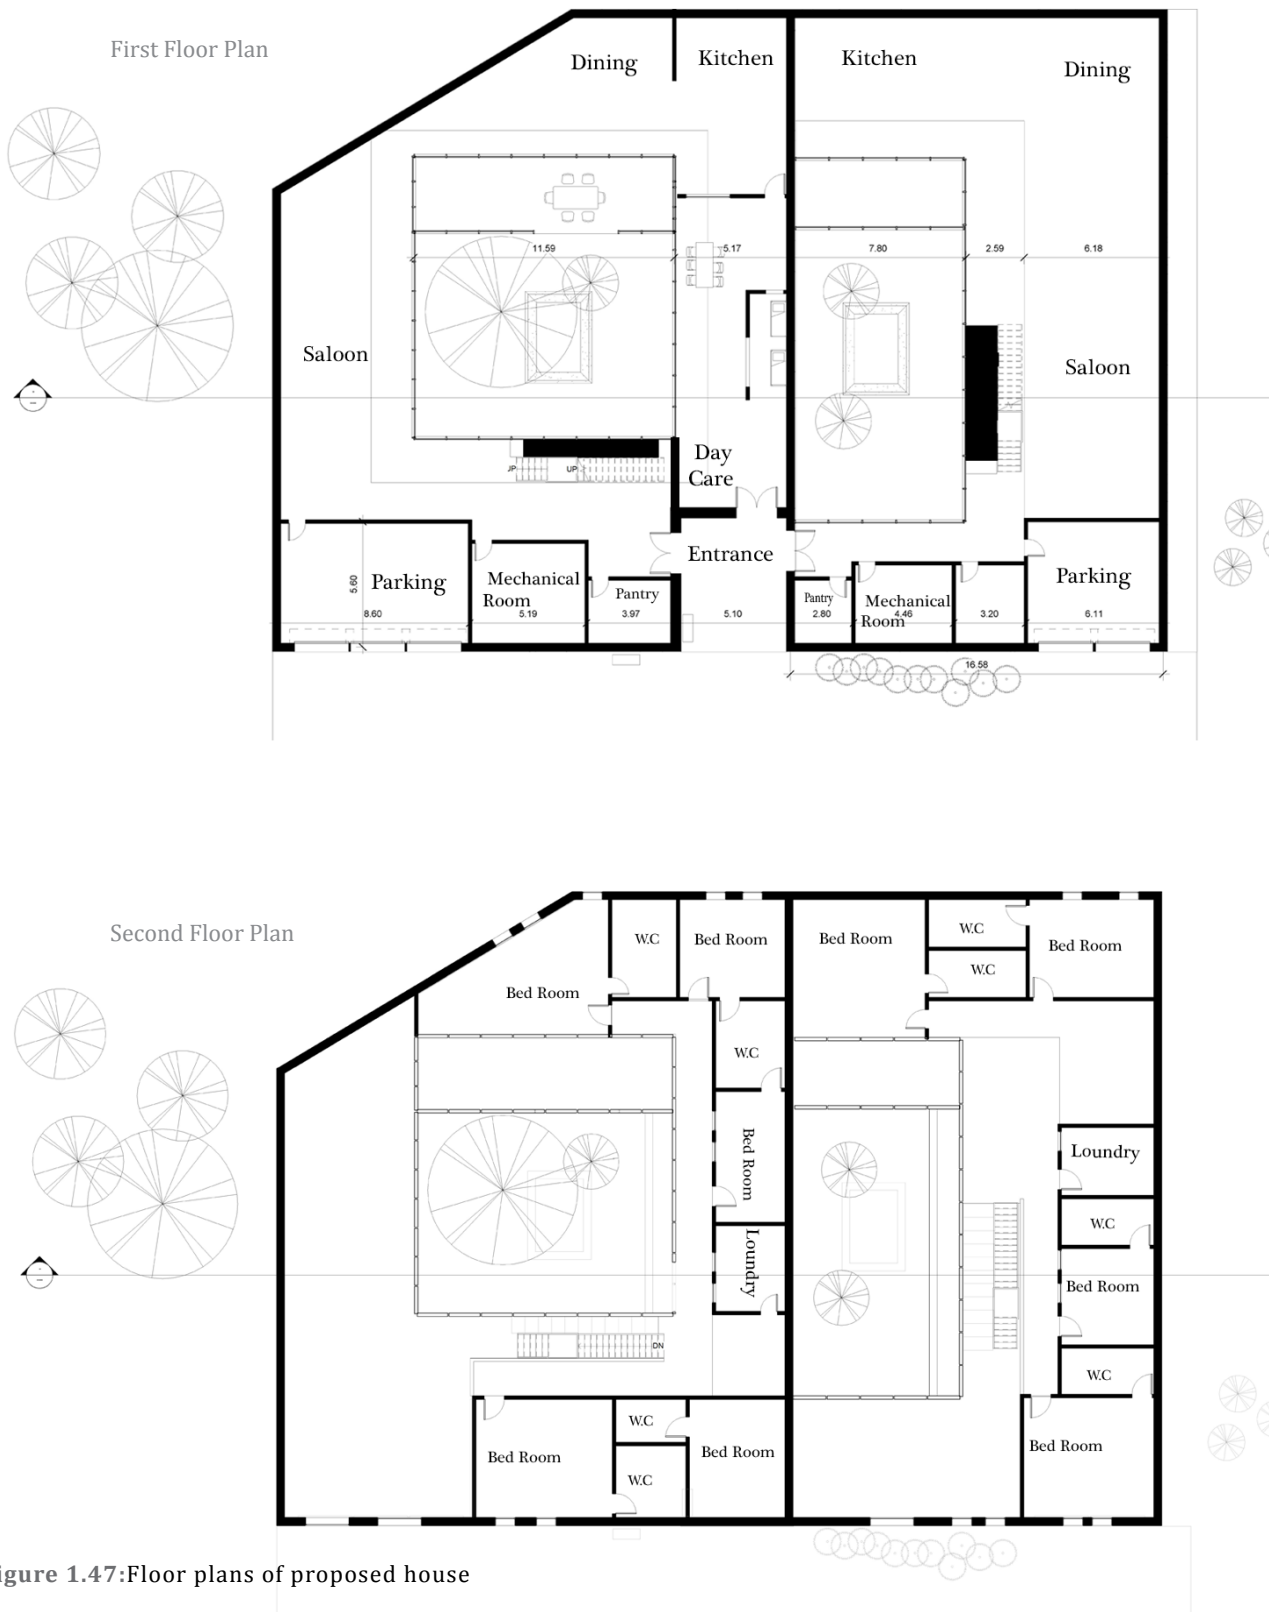 First Floor Plan
Dining
Kitchen
Kitchen
Dining
11.59
5.17
7.80
2.59
6.18
Saloon
Saloon
Day
Care
JP
UP
Entrance
Parking
5.60
8.60
Mechanical
Room
5.19
Pantry
3.97
5.10
Pantry
2.80
Mechanical
Room
4.46
3.20
Parking
6.11
16.58
Second Floor Plan
W.C
Bed Room
Bed Room
W.C
Bed Room
W.C
Bed Room
W.C
Bed Room
Loundry
Loundry
W.C
Bed Room
DN
W.C
W.C
Bed Room
Bed Room
W.C
Bed Room
igure 1.47:Floor plans of proposed house